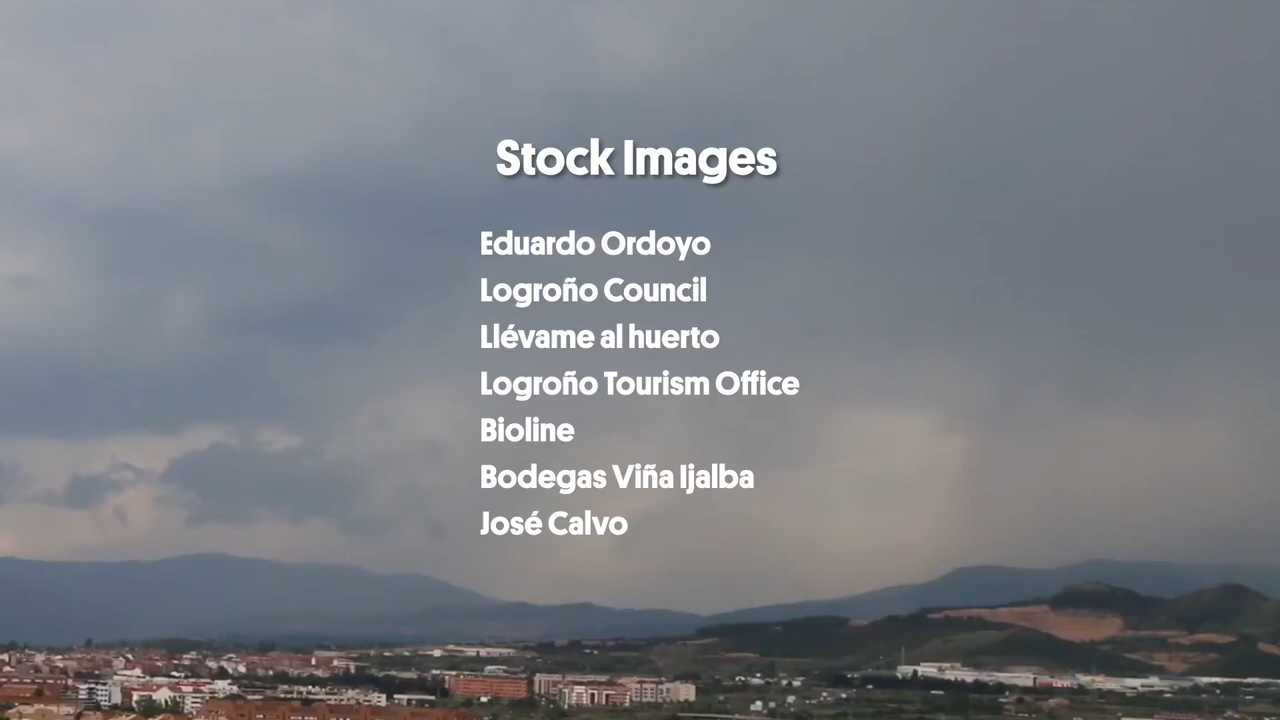 Stock Images
Eduardo Ordoyo
Logroño Council
Llévame al huerto
Logroño Tourism Office
Bioline
Bodegas Viña Ijalba
José Calvo